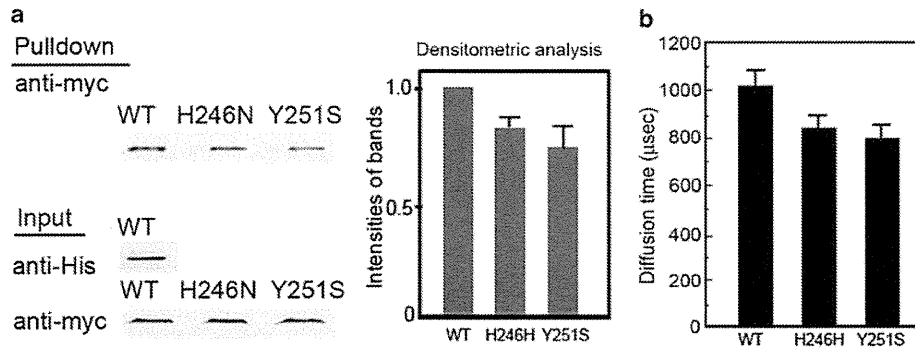 a
Pulldown
anti-myc
WT H246N Y251S
Input
WT
anti-His
WT H246N Y251S
anti-myc
Densitometric analysis
Intensities of bands
1.0
0.5
0
WT H246H Y251S
b
Diffusion time (μsec)
1200
1000
800
600
400
200
0
WT H246N Y251S